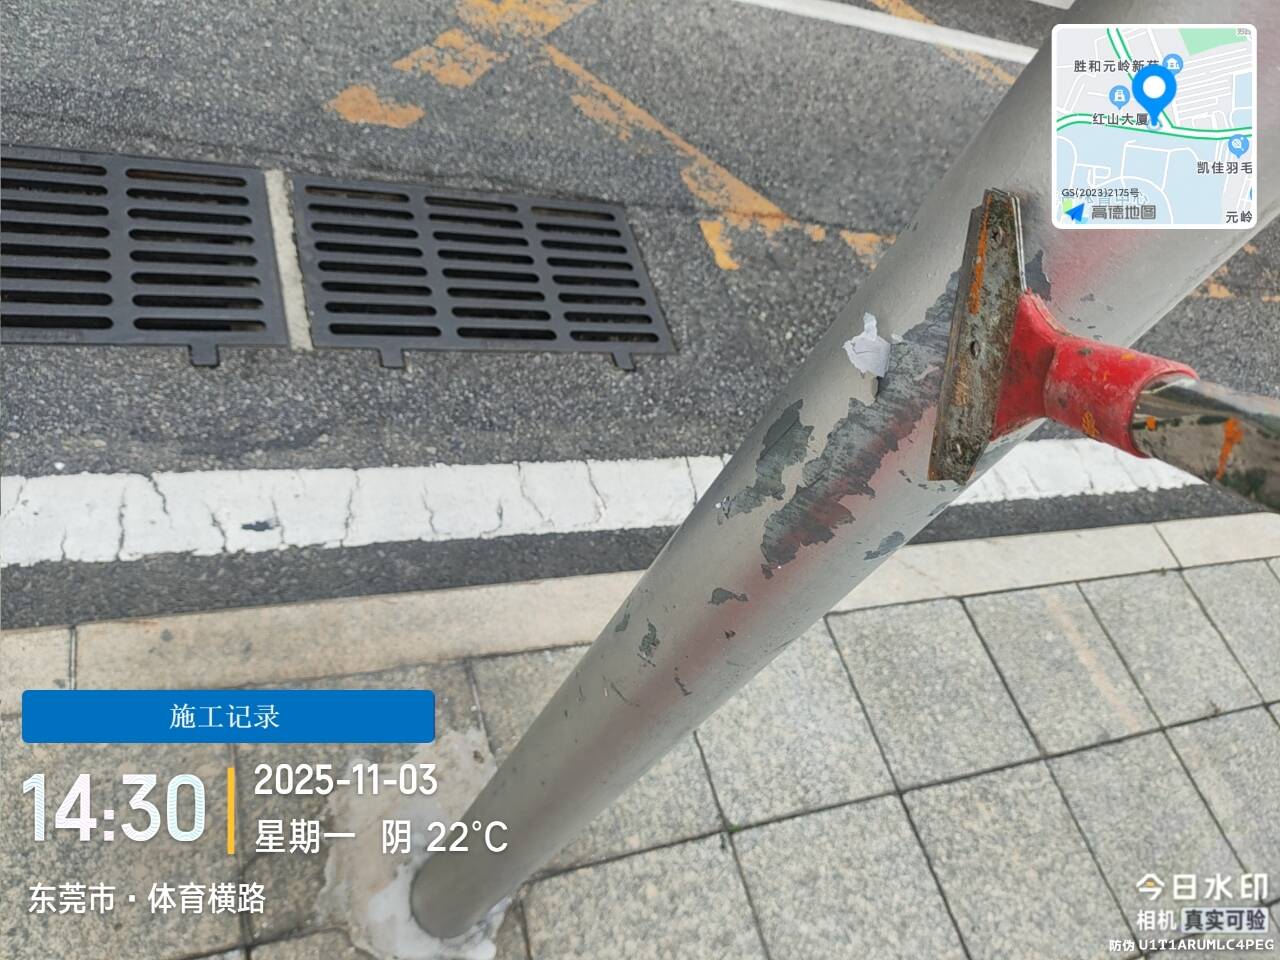 胜和元岭新苑
红山大厦
凯佳羽毛
GS(2023)2175号
高德地图
元岭
施工记录
14:30
2025-11-03
星期一 阴 22°C
东莞市·体育横路
今日水印
相机 真实可验
防伪 U1T1ARUMLC4PEG